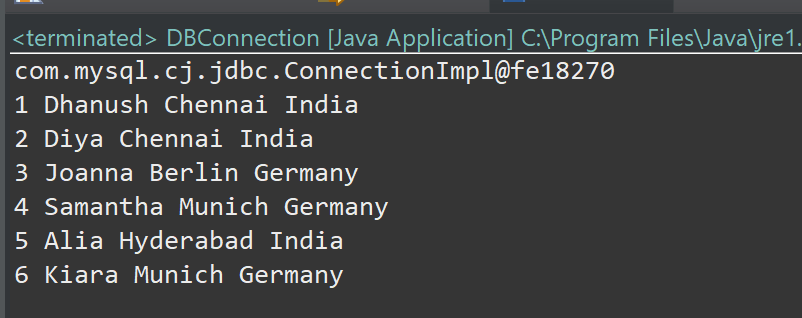 <terminated> DBConnection [Java Application] C:\Program Files\Java\jre1.
com.mysql.cj.jdbc.ConnectionImpl@fe18270
1 Dhanush Chennai India
2 Diya Chennai India
3 Joanna Berlin Germany
4 Samantha Munich Germany
5 Alia Hyderabad India
6 Kiara Munich Germany